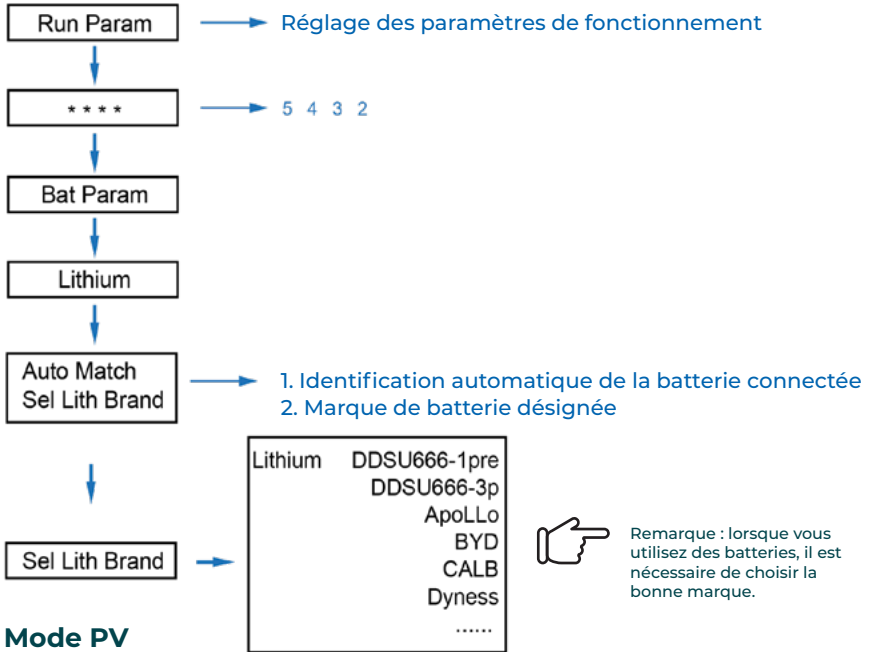 Run Param
Réglage des paramètres de fonctionnement
* * * *
5 4 3 2
Bat Param
Lithium
Auto Match
Sel Lith Brand
1. Identification automatique de la batterie connectée
2. Marque de batterie désignée
Sel Lith Brand
Lithium DDSU666-1pre
DDSU666-3p
ApoLLo
BYD
CALB
Dyness
......
Remarque : lorsque vous
utilisez des batteries, il est
nécessaire de choisir la
bonne marque.
Mode PV